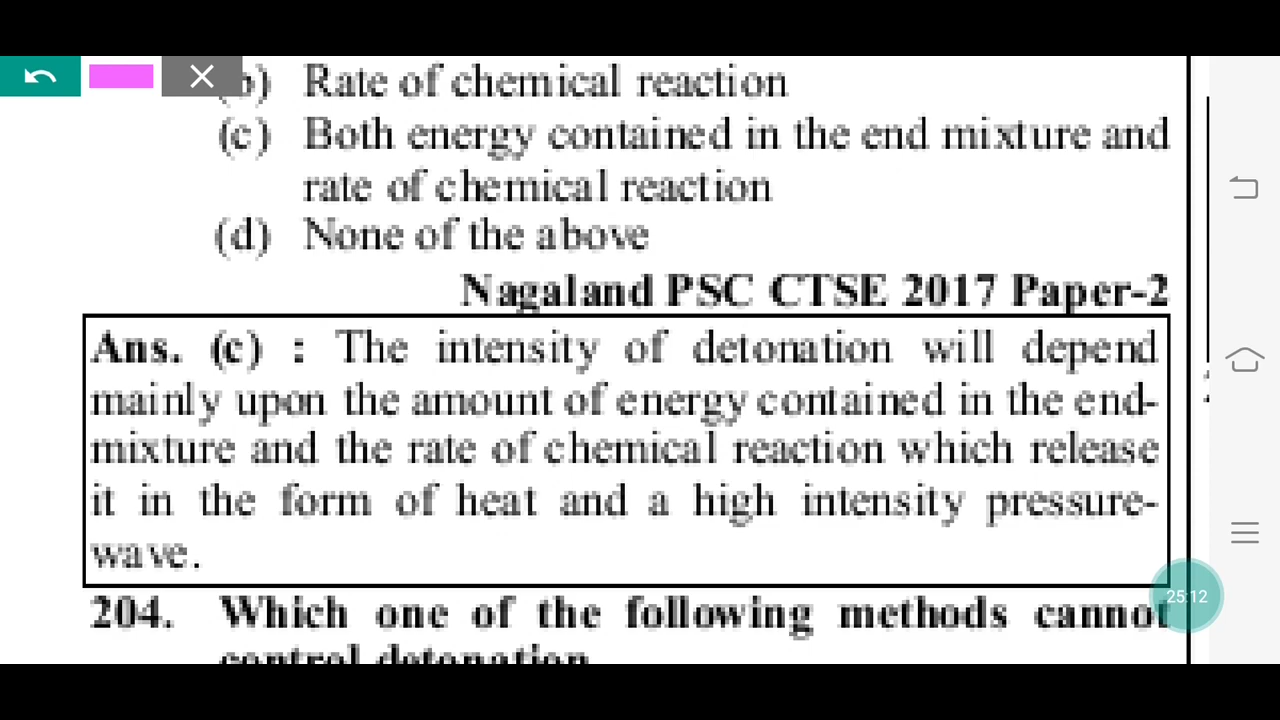 b) Rate of chemical reaction
(c) Both energy contained in the end mixture and
rate of chemical reaction
(d) None of the above
Nagaland PSC CTSE 2017 Paper-2
Ans. (c) : The intensity of detonation will depend
mainly upon the amount of energy contained in the end-
mixture and the rate of chemical reaction which release
it in the form of heat and a high intensity pressure-
wave.
25:12
204. Which one of the following methods cannot
control detonation